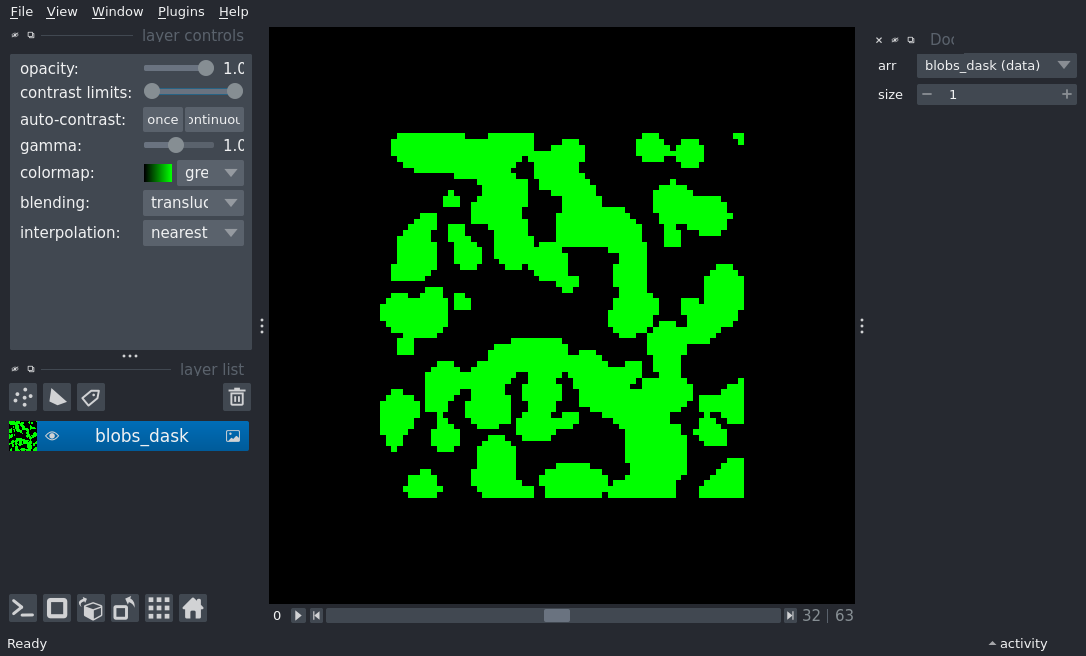 File View Window Plugins Help
layer controls
opacity: 1.0
contrast limits:
auto-contrast: once ontinuou
gamma: 1.0
colormap: gre
blending: transluc
interpolation: nearest
layer list
blobs_dask
0 32 | 63
Ready
Doc
arr blobs_dask (data)
size 1
activity